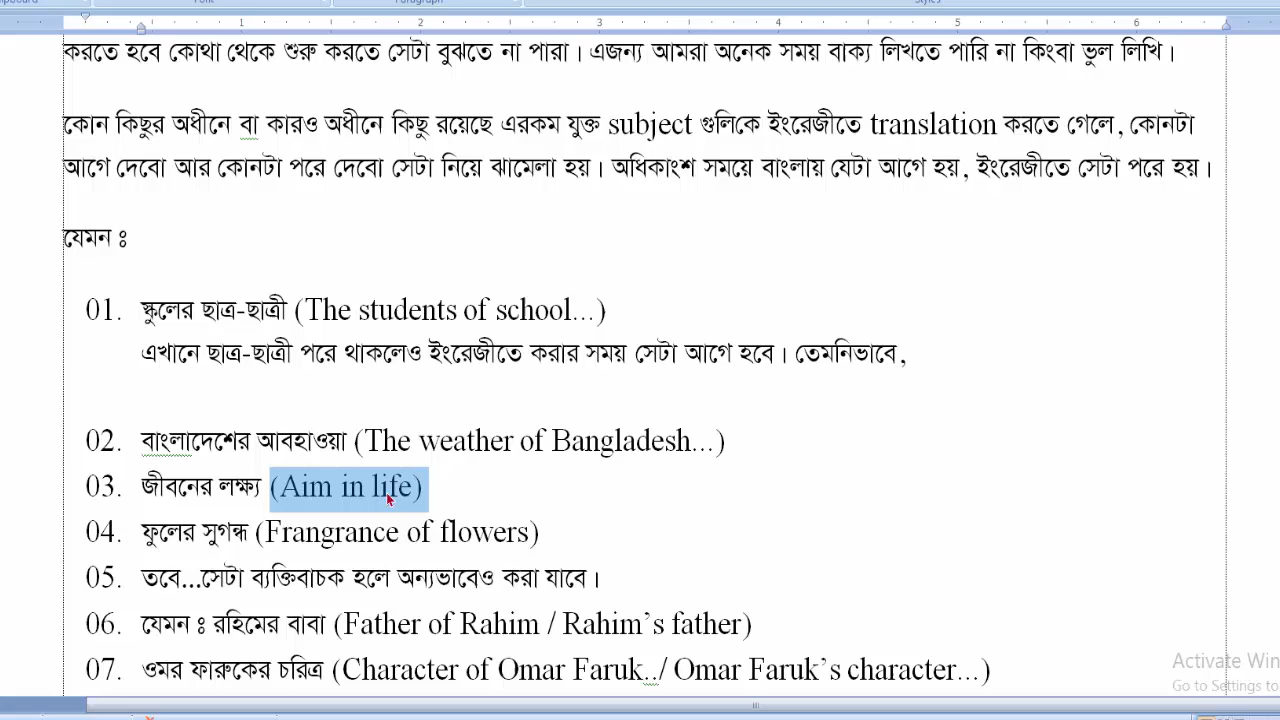 করতে হবে কোথা থেকে শুরু করতে সেটা বুঝতে না পারা। এজন্য আমরা অনেক সময় বাক্য লিখতে পারি না কিংবা ভুল লিখি।
কোন কিছুর অধীনে বা কারও অধীনে কিছু রয়েছে এরকম যুক্ত subject গুলিকে ইংরেজীতে translation করতে গেলে, কোনটা
আগে দেবো আর কোনটা পরে দেবো সেটা নিয়ে ঝামেলা হয়। অধিকাংশ সময়ে বাংলায় যেটা আগে হয়, ইংরেজীতে সেটা পরে হয়।
যেমন ঃ
01. স্কুলের ছাত্র-ছাত্রী (The students of school...)
এখানে ছাত্র-ছাত্রী পরে থাকলেও ইংরেজীতে করার সময় সেটা আগে হবে। তেমনিভাবে,
02. বাংলাদেশের আবহাওয়া (The weather of Bangladesh...)
03. জীবনের লক্ষ্য (Aim in life)
04. ফুলের সুগন্ধ (Frangrance of flowers)
05. তবে...সেটা ব্যক্তিবাচক হলে অন্যভাবেও করা যাবে।
06. যেমন ঃ রহিমের বাবা (Father of Rahim / Rahim's father)
07. ওমর ফারুকের চরিত্র (Character of Omar Faruk../ Omar Faruk's character...)
Activate Win
Go to Settings to